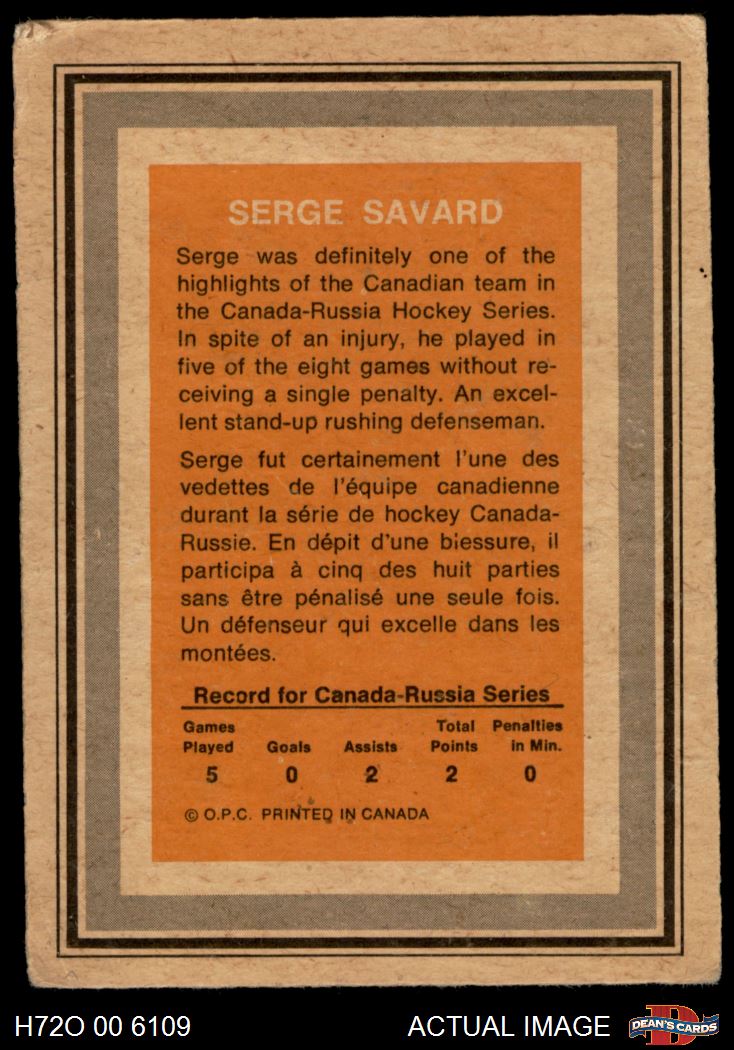 SERGE SAVARD
Serge was definitely one of the
highlights of the Canadian team in
the Canada-Russia Hockey Series.
In spite of an injury, he played in
five of the eight games without re-
ceiving a single penalty. An excel-
lent stand-up rushing defenseman.
Serge fut certainement l'une des
vedettes de l'équipe canadienne
durant la série de hockey Canada-
Russie. En dépit d'une biessure, il
participa à cinq des huit parties
sans être pénalisé une seule fois.
Un défenseur qui excelle dans les
montées.
Record for Canada-Russia Series
Games Total Penalties
Played Goals Assists Points in Min.
5 0 2 2 0
© O.P.C. PRINTED IN CANADA
H72O 00 6109 ACTUAL IMAGE DEAN'S CARDS